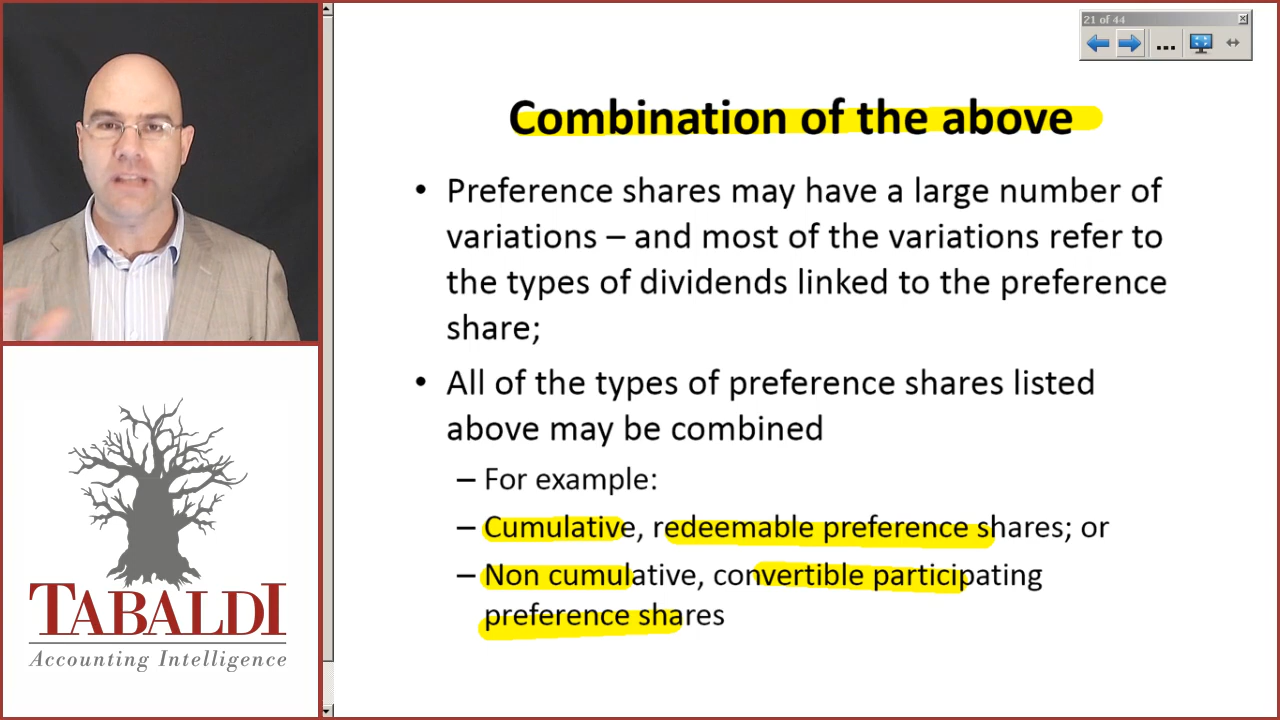 21 of 44
Combination of the above
• Preference shares may have a large number of
variations – and most of the variations refer to
the types of dividends linked to the preference
share;
• All of the types of preference shares listed
above may be combined
– For example:
– Cumulative, redeemable preference shares; or
– Non cumulative, convertible participating
preference shares
TABALDI
Accounting Intelligence